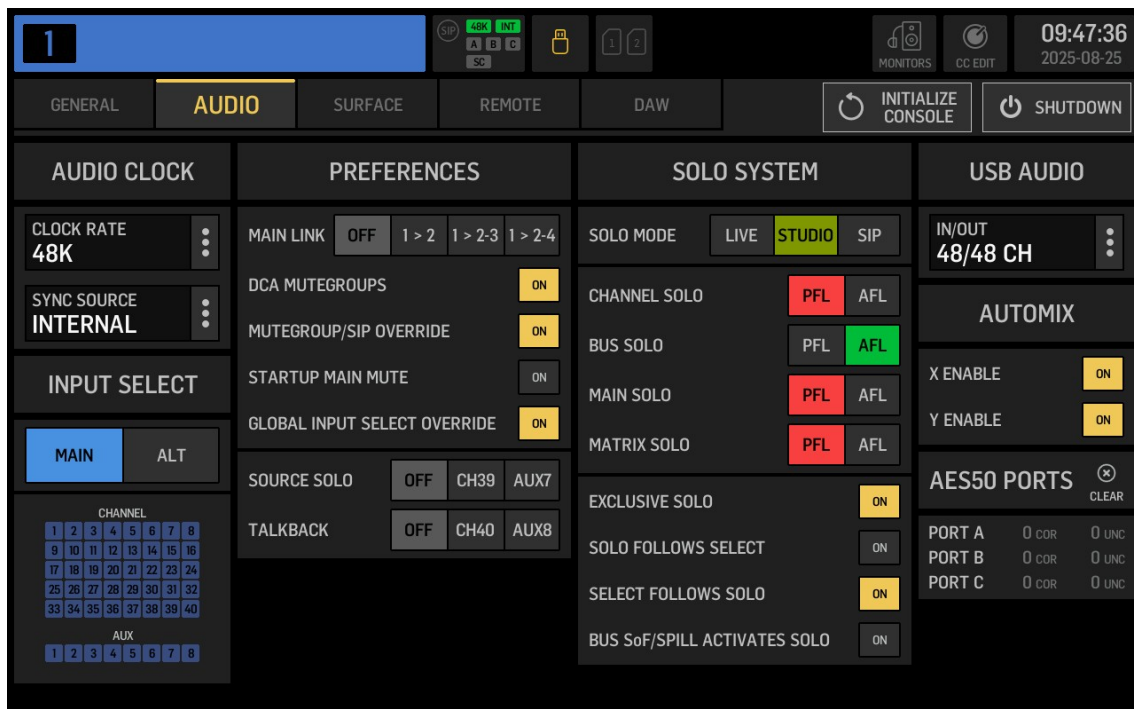 1
SIP
48K INT
A B C
SC
1 2
MONITORS
CC EDIT
09:47:36
2025-08-25
GENERAL
AUDIO
SURFACE
REMOTE
DAW
INITIALIZE
CONSOLE
SHUTDOWN
AUDIO CLOCK
CLOCK RATE
48K
SYNC SOURCE
INTERNAL
INPUT SELECT
MAIN ALT
CHANNEL
1 2 3 4 5 6 7 8
9 10 11 12 13 14 15 16
17 18 19 20 21 22 23 24
25 26 27 28 29 30 31 32
33 34 35 36 37 38 39 40
AUX
1 2 3 4 5 6 7 8
PREFERENCES
MAIN LINK OFF 1 > 2 1 > 2-3 1 > 2-4
DCA MUTEGROUPS ON
MUTEGROUP/SIP OVERRIDE ON
STARTUP MAIN MUTE ON
GLOBAL INPUT SELECT OVERRIDE ON
SOURCE SOLO OFF CH39 AUX7
TALKBACK OFF CH40 AUX8
SOLO SYSTEM
SOLO MODE LIVE STUDIO SIP
CHANNEL SOLO PFL AFL
BUS SOLO PFL AFL
MAIN SOLO PFL AFL
MATRIX SOLO PFL AFL
EXCLUSIVE SOLO ON
SOLO FOLLOWS SELECT ON
SELECT FOLLOWS SOLO ON
BUS SoF/SPILL ACTIVATES SOLO ON
USB AUDIO
IN/OUT
48/48 CH
AUTOMIX
X ENABLE ON
Y ENABLE ON
AES50 PORTS
CLEAR
PORT A 0 COR 0 UNC
PORT B 0 COR 0 UNC
PORT C 0 COR 0 UNC